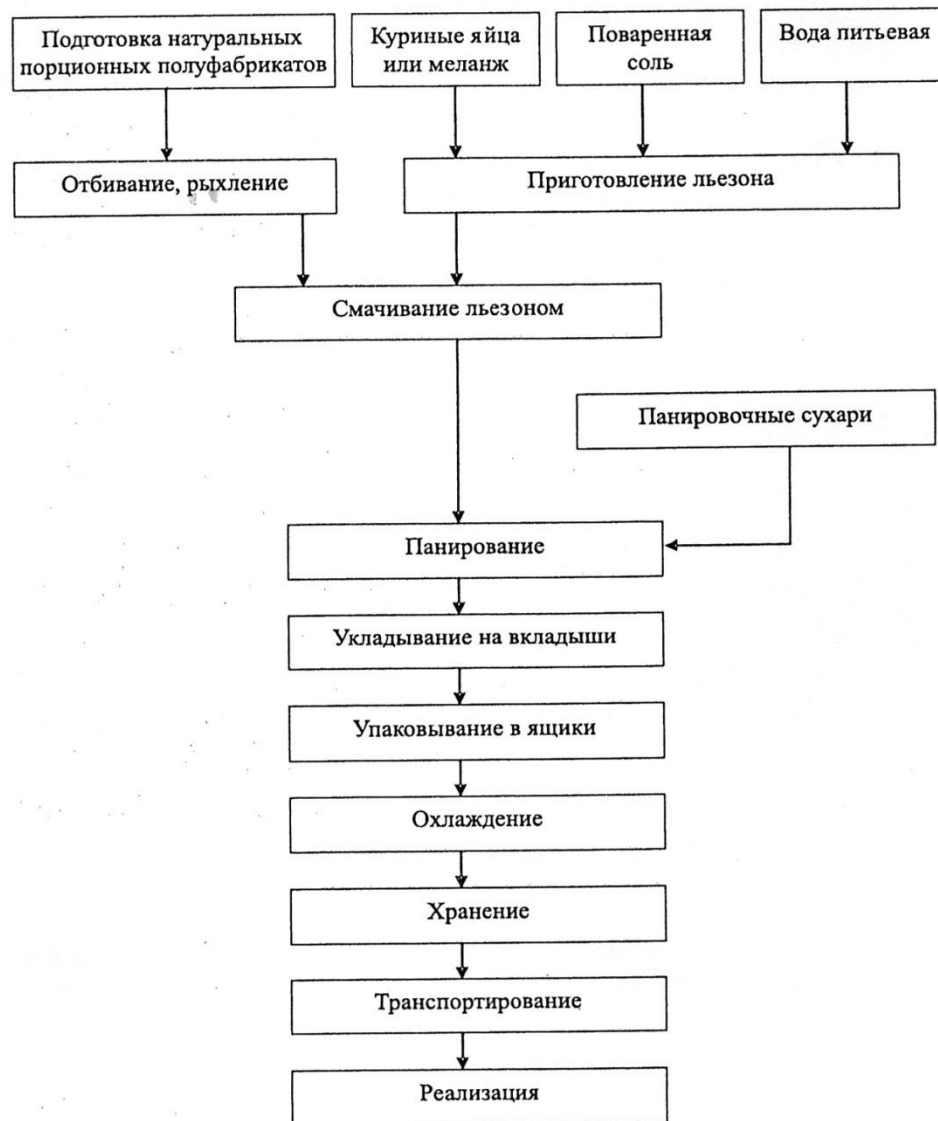 Подготовка натуральных
порционных полуфабрикатов
Куриные яйца
или меланж
Поваренная
соль
Вода питьевая
Отбивание, рыхление
Приготовление льезона
Смачивание льезоном
Панировочные сухари
Панирование
Укладывание на вкладыши
Упаковывание в ящики
Охлаждение
Хранение
Транспортирование
Реализация